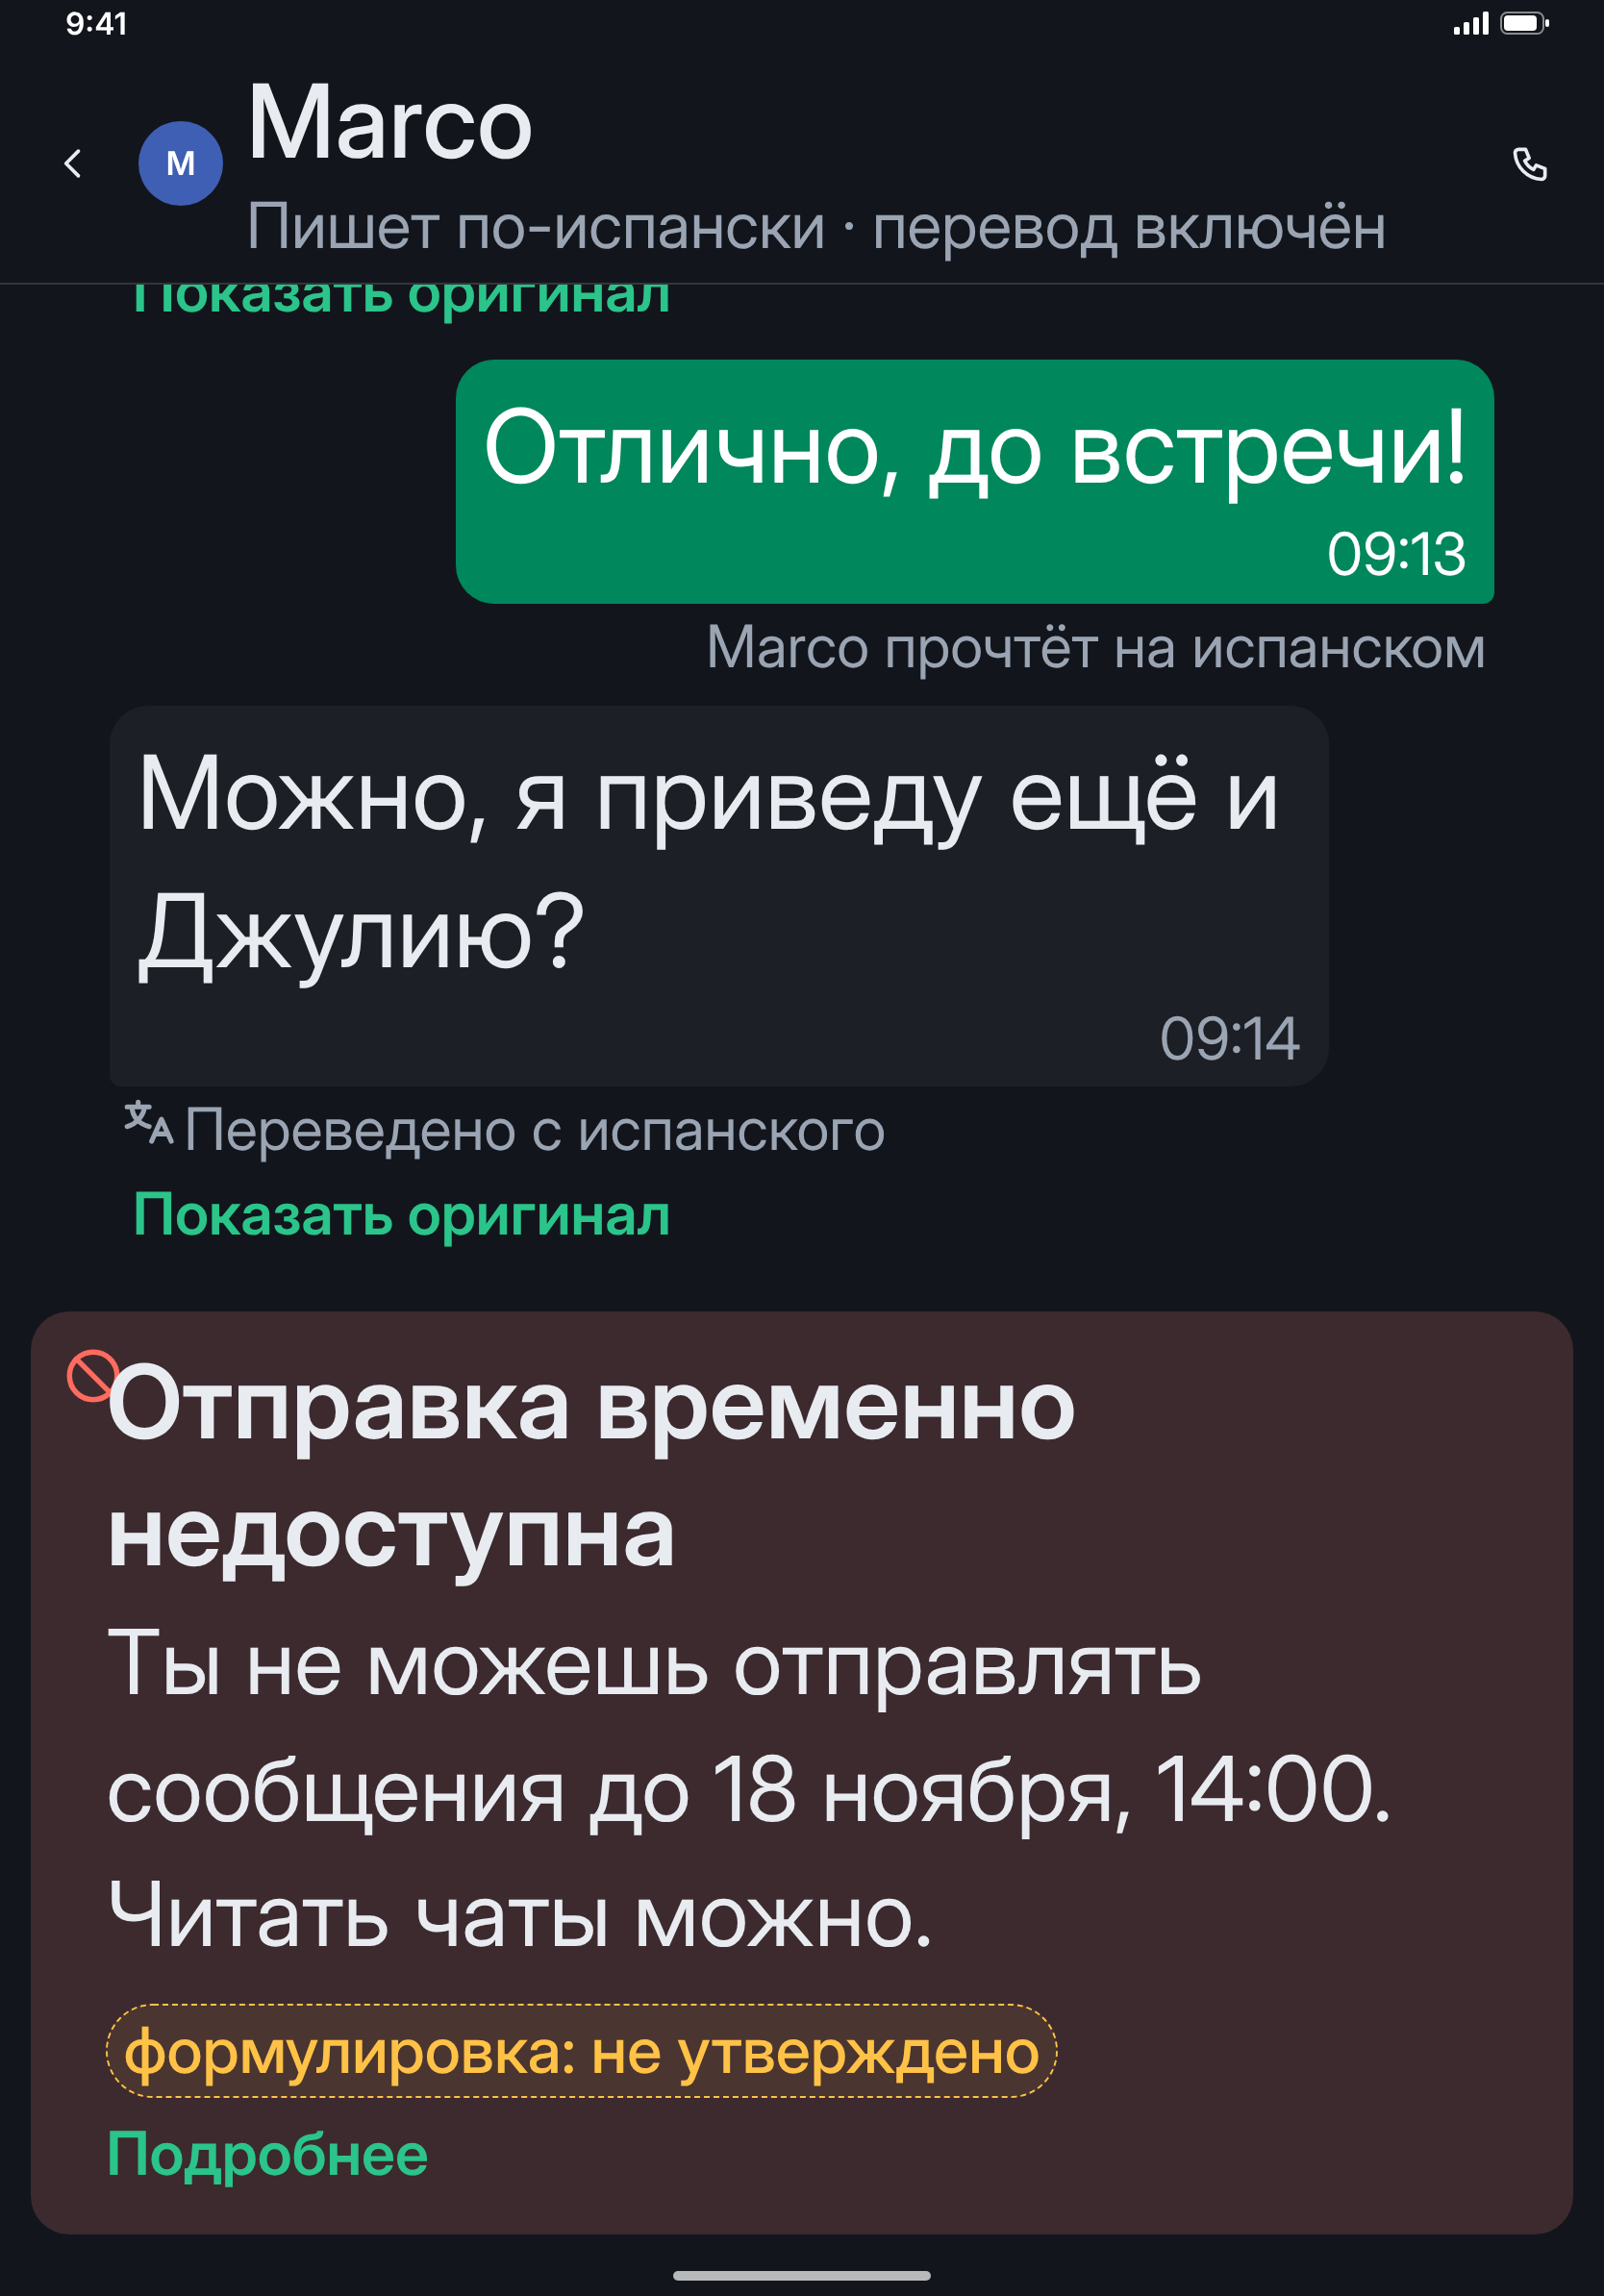 9:41
M
Marco
Пишет по-испански · перевод включён
Показать оригинал
Отлично, до встречи!
09:13
Marco прочтёт на испанском
Можно, я приведу ещё и
Джулию?
09:14
Переведено с испанского
Показать оригинал
Отправка временно
недоступна
Ты не можешь отправлять
сообщения до 18 ноября, 14:00.
Читать чаты можно.
формулировка: не утверждено
Подробнее